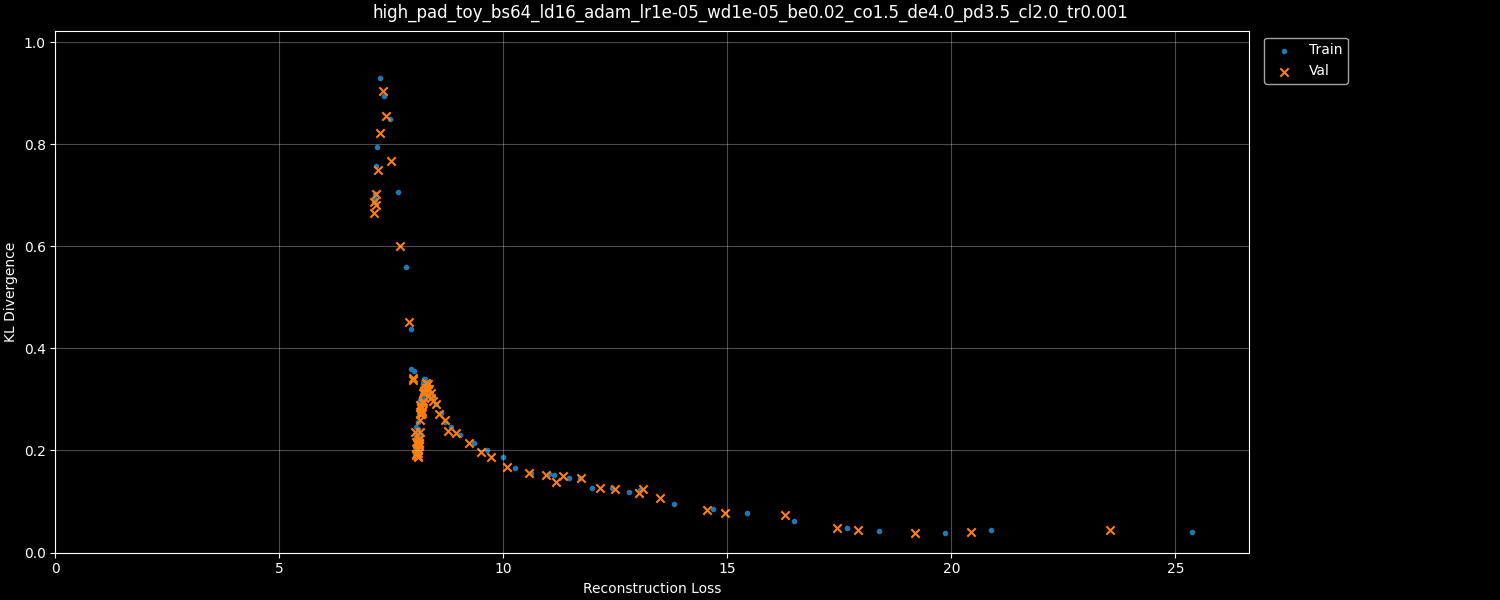 high_pad_toy_bs64_ld16_adam_lr1e-05_wd1e-05_be0.02_co1.5_de4.0_pd3.5_cl2.0_tr0.001
Train
Val
KL Divergence
1.0
0.8
0.6
0.4
0.2
0.0
0 5 10 15 20 25
Reconstruction Loss